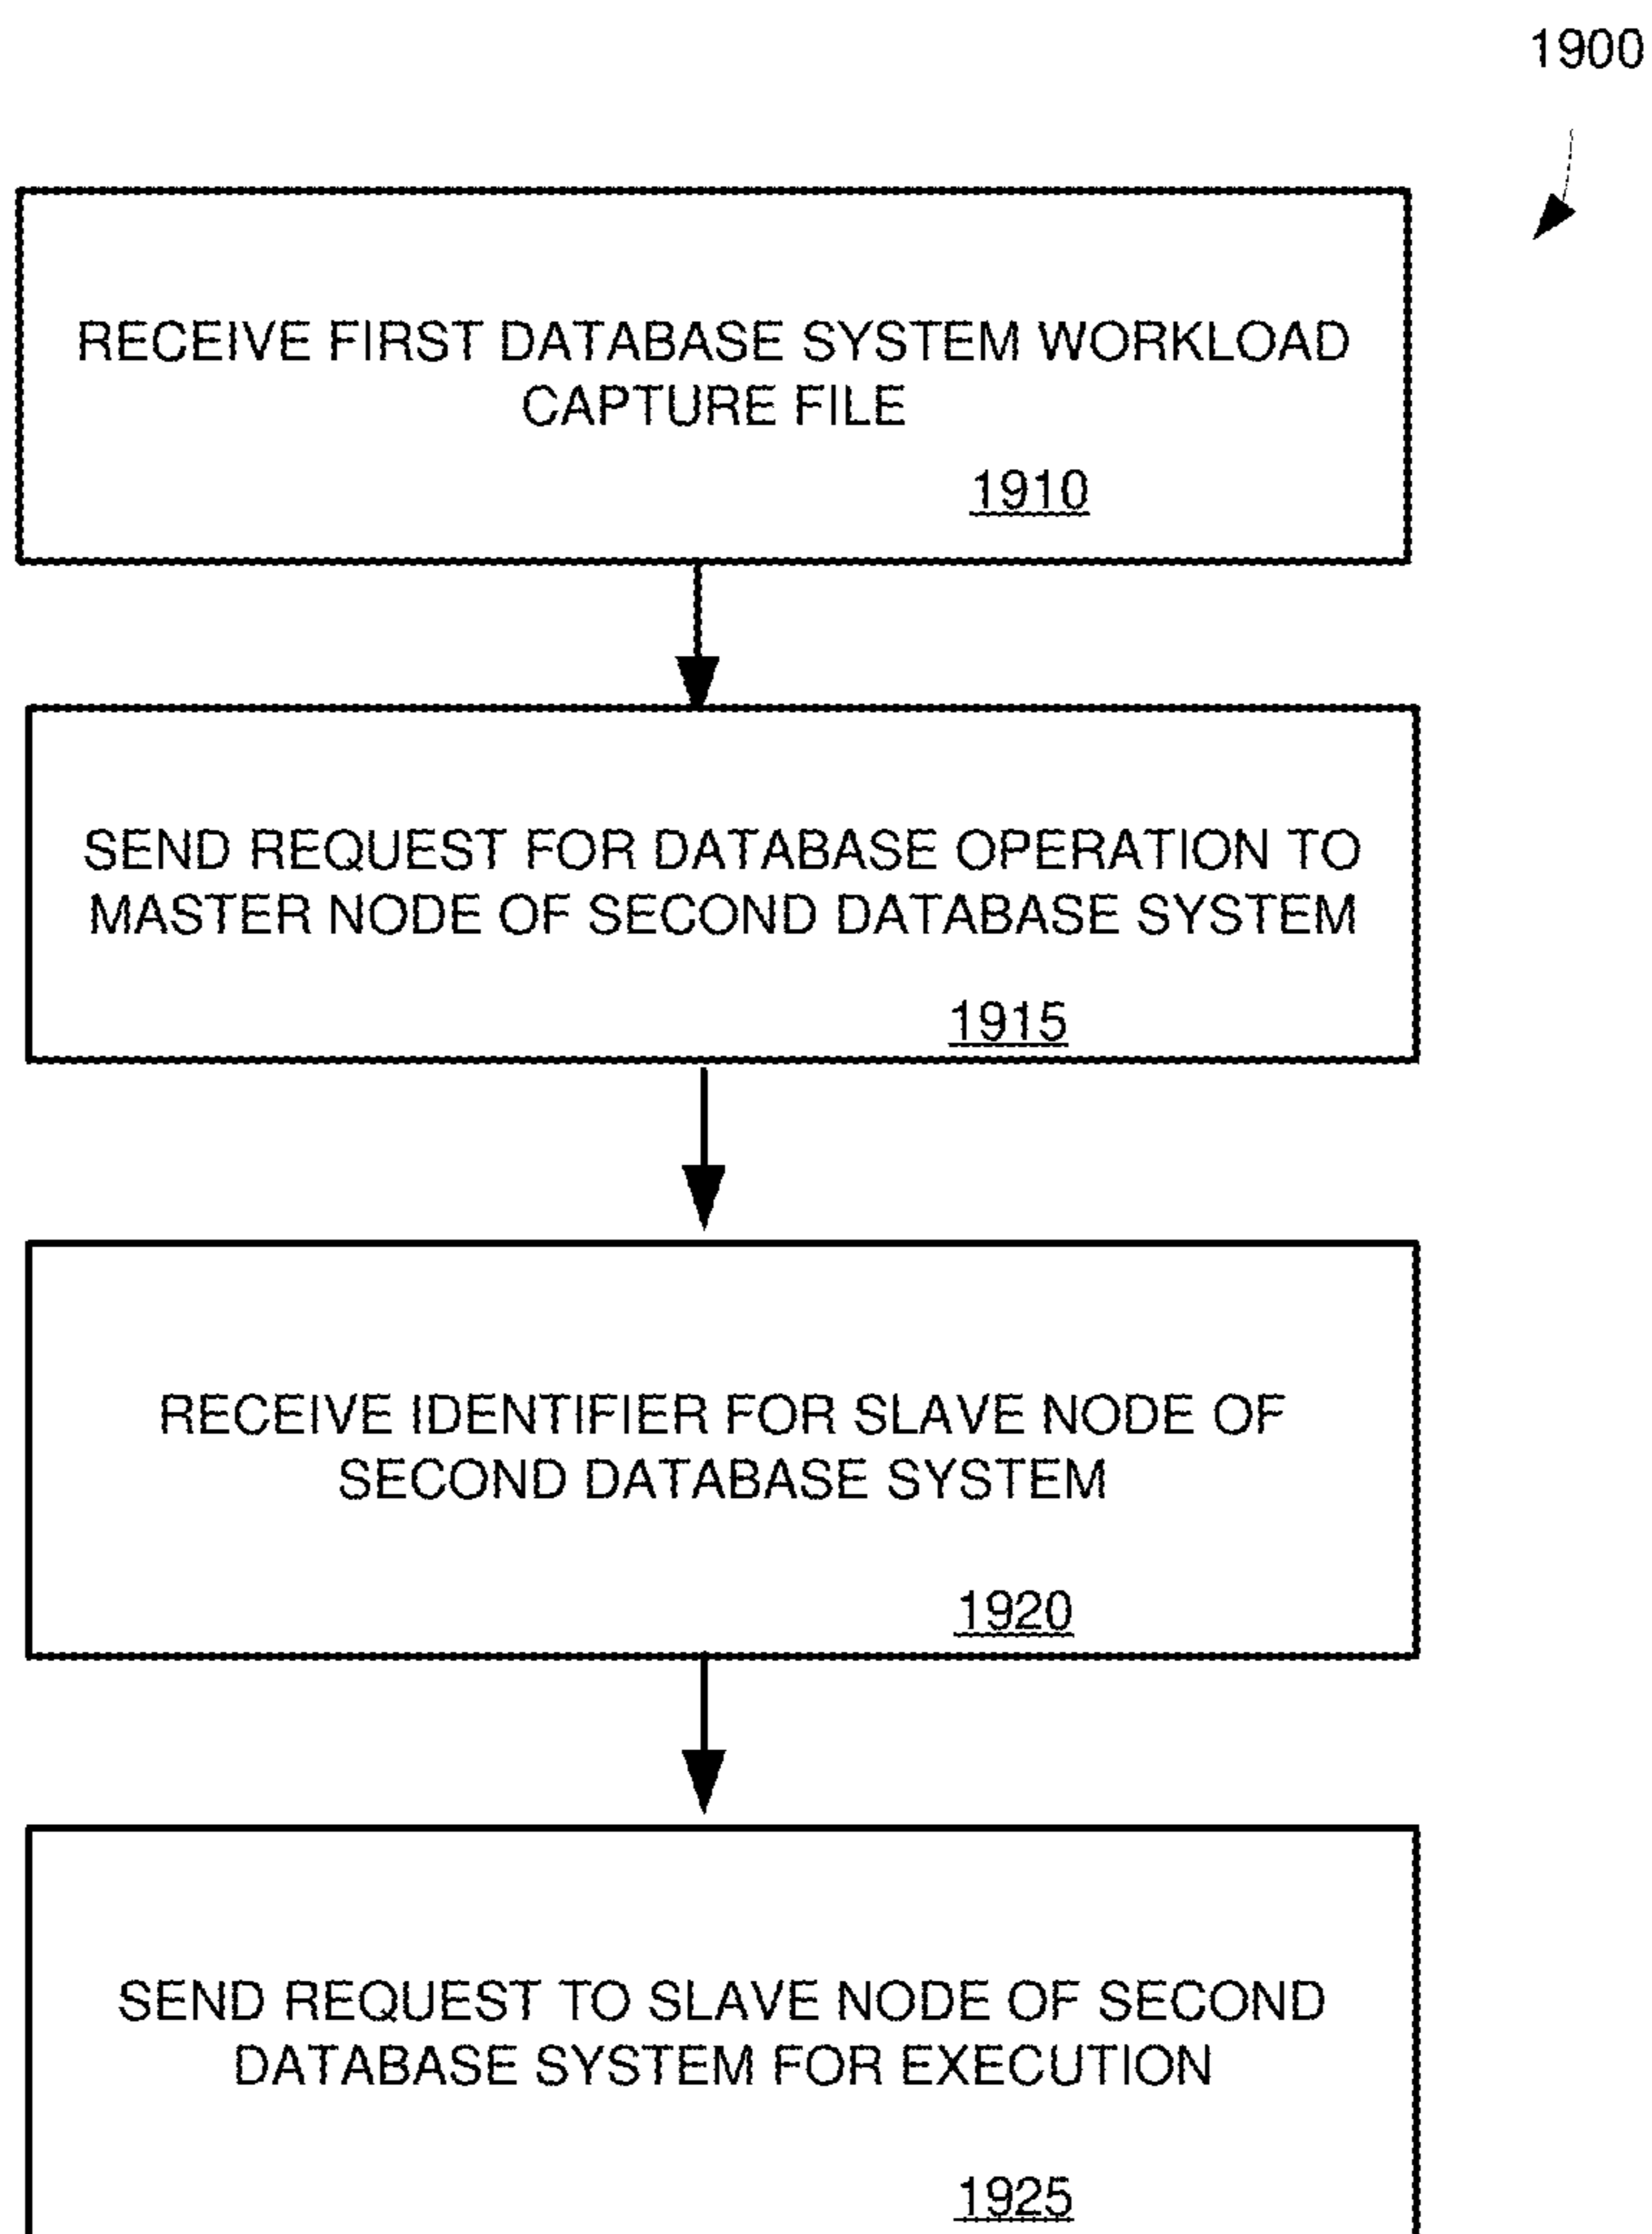 1900
RECEIVE FIRST DATABASE SYSTEM WORKLOAD
CAPTURE FILE
1910
SEND REQUEST FOR DATABASE OPERATION TO
MASTER NODE OF SECOND DATABASE SYSTEM
1915
RECEIVE IDENTIFIER FOR SLAVE NODE OF
SECOND DATABASE SYSTEM
1920
SEND REQUEST TO SLAVE NODE OF SECOND
DATABASE SYSTEM FOR EXECUTION
1925